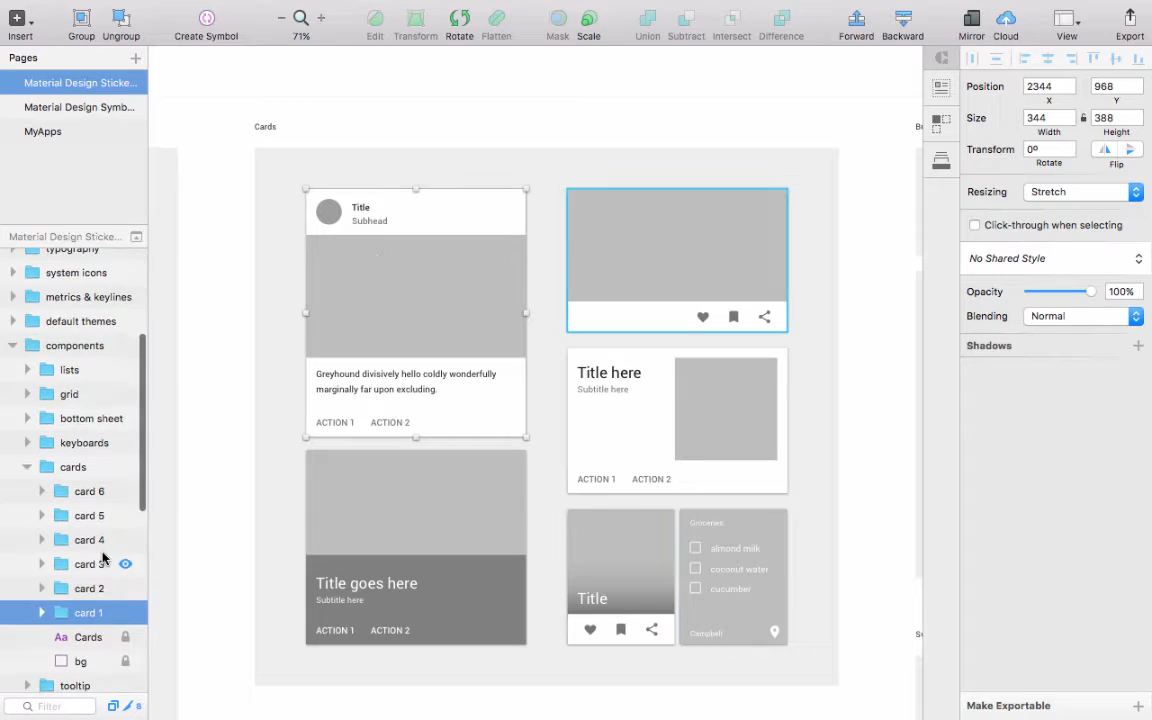 Insert
Group
Ungroup
Create Symbol
71%
Edit
Transform
Rotate
Flatten
Mask
Scale
Union
Subtract
Intersect
Difference
Forward
Backward
Mirror
Cloud
View
Export
Pages
Material Design Sticke...
Material Design Symb...
MyApps
Material Design Sticke...
typography
system icons
metrics & keylines
default themes
components
lists
grid
bottom sheet
keyboards
cards
card 6
card 5
card 4
card 3
card 2
card 1
Aa Cards
bg
tooltip
Filter
8
Cards
Title
Subhead
Greyhound divisively hello coldly wonderfully
marginally far upon excluding.
ACTION 1 ACTION 2
Title goes here
Subtitle here
ACTION 1 ACTION 2
Title here
Subtitle here
ACTION 1 ACTION 2
Title
Groceries:
almond milk
coconut water
cucumber
Campbell
Position
2344
968
X
Y
Size
344
388
Width
Height
Transform
0º
Rotate
Flip
Resizing
Stretch
Click-through when selecting
No Shared Style
Opacity
100%
Blending
Normal
Shadows
Make Exportable